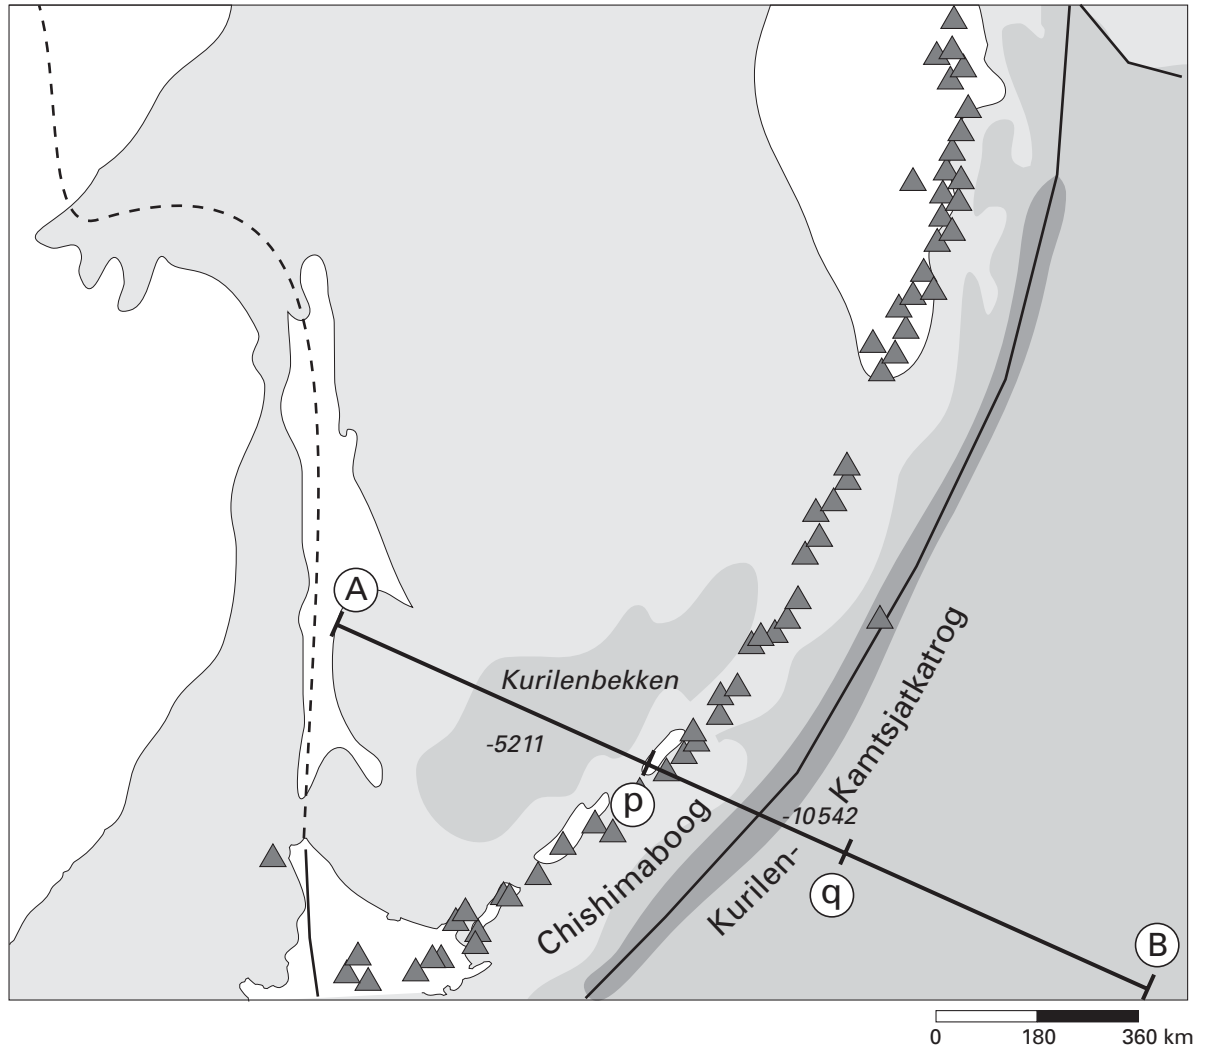 A
Kurilenbekken
-5211
p
Chishimaboog
-10542
Kurilen-
Kamtsjatkatrog
q
B
0 180 360 km